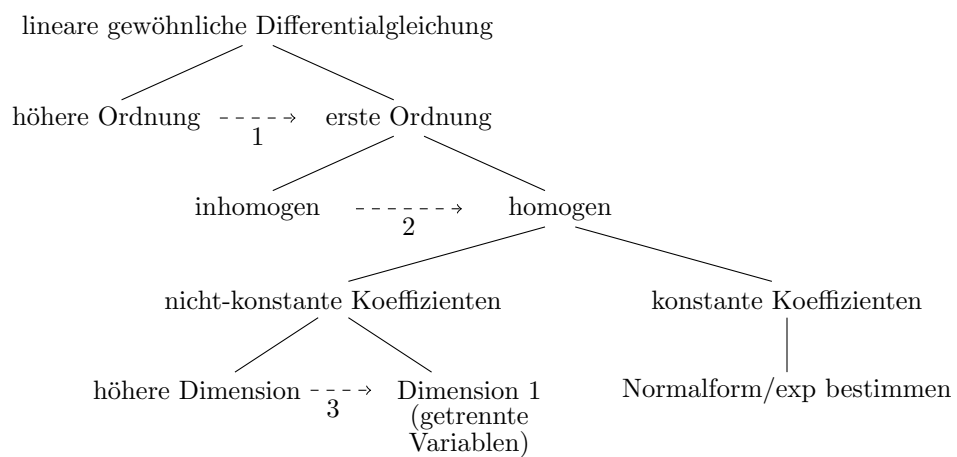 lineare gewöhnliche Differentialgleichung
höhere Ordnung 1 erste Ordnung
inhomogen 2 homogen
nicht-konstante Koeffizienten konstante Koeffizienten
höhere Dimension 3 Dimension 1 Normalform/exp bestimmen
(getrennte
Variablen)